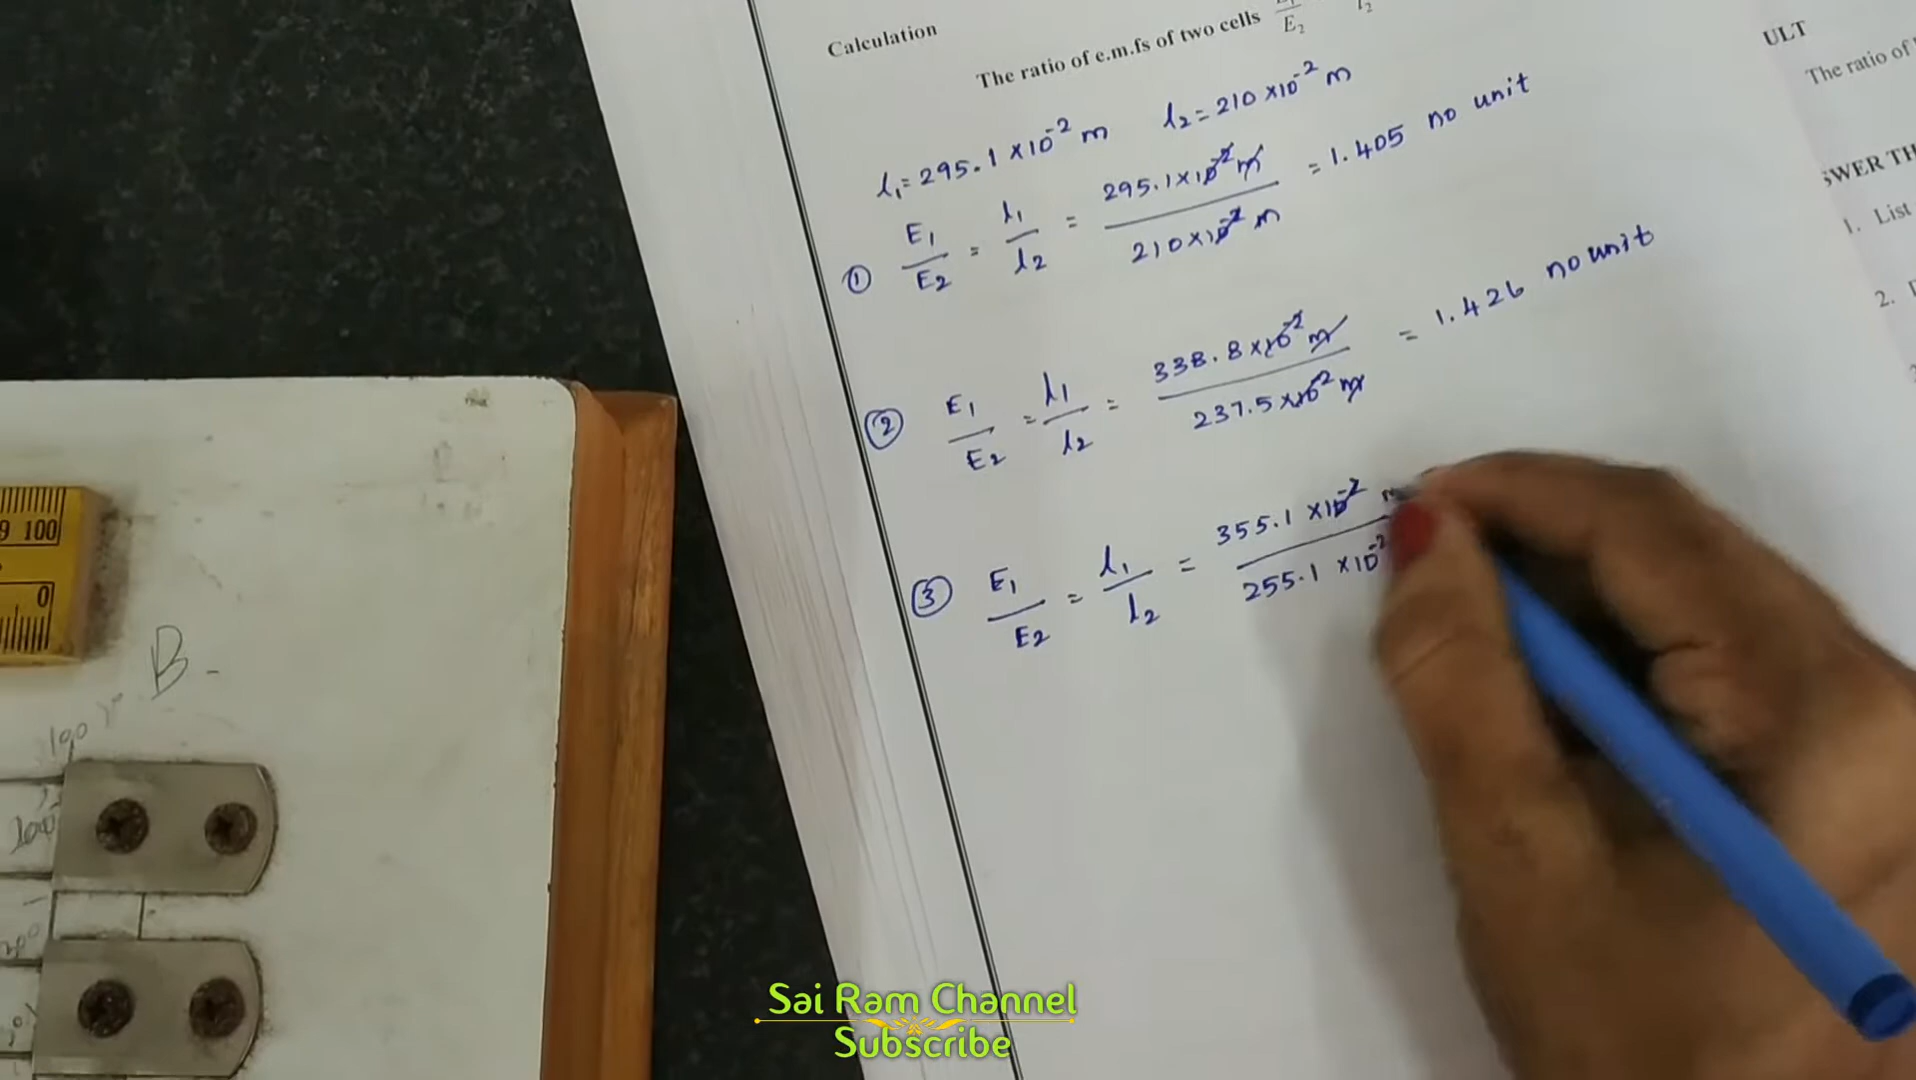 Calculation
The ratio of e.m.fs of two cells E₂ l₂
l₁ = 295.1 ×10⁻² m l₂ = 210 ×10⁻² m
① E₁/E₂ = l₁/l₂ = 295.1×10⁻² m / 210×10⁻² m = 1.405 no unit
② E₁/E₂ = l₁/l₂ = 338.8×10⁻² m / 237.5×10⁻² m = 1.426 no unit
③ E₁/E₂ = l₁/l₂ = 355.1 ×10⁻² m / 255.1 ×10⁻²
ULT
The ratio of
SWER TH
1. List
2.
9 100
0
B
Sai Ram Channel
Subscribe